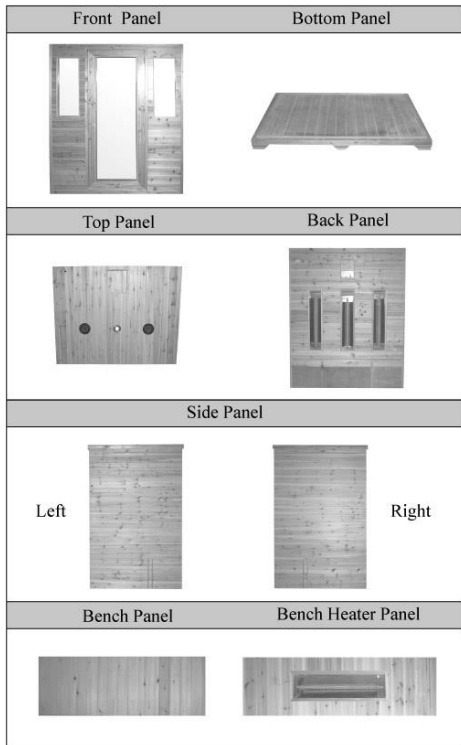 Front Panel
Bottom Panel
Top Panel
Back Panel
Side Panel
Left
Right
Bench Panel
Bench Heater Panel